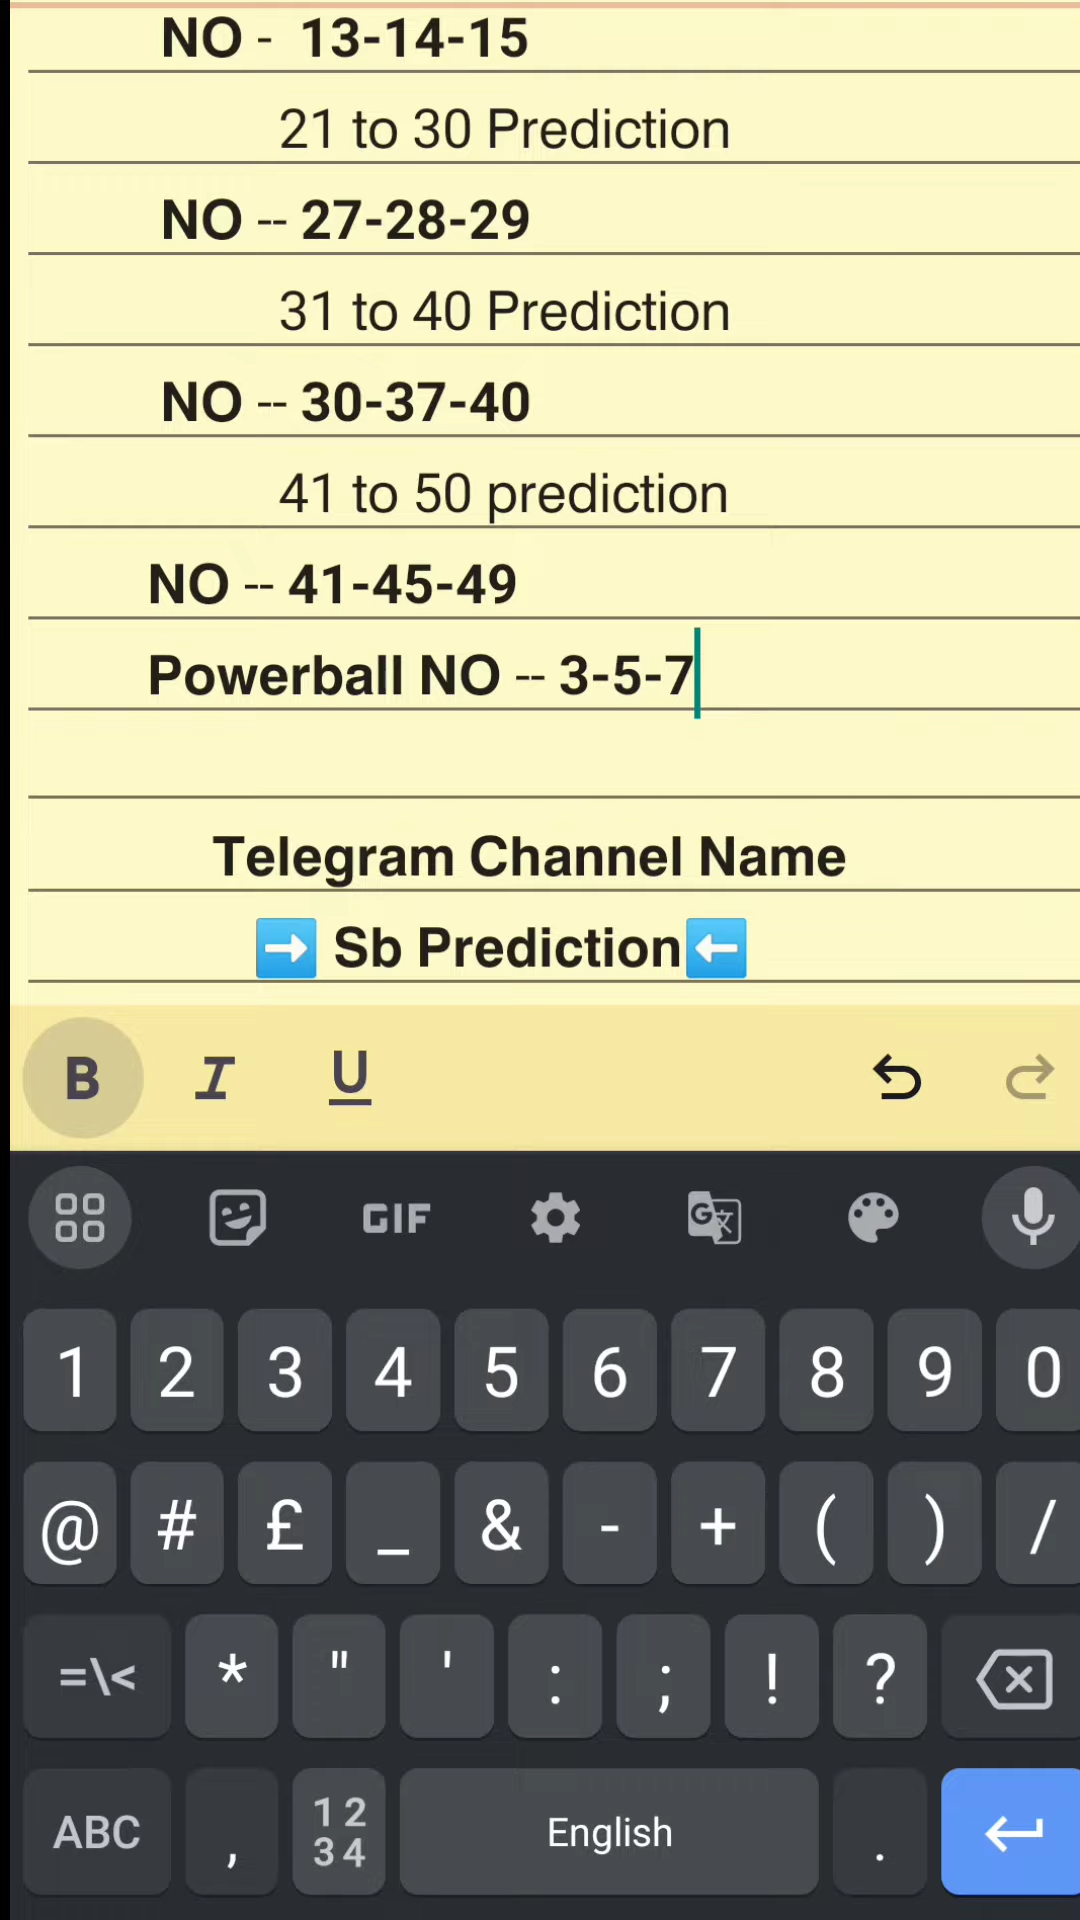 NO - 13-14-15
21 to 30 Prediction
NO -- 27-28-29
31 to 40 Prediction
NO -- 30-37-40
41 to 50 prediction
NO -- 41-45-49
Powerball NO -- 3-5-7
Telegram Channel Name
➡️ Sb Prediction⬅️
B I U
GIF
1 2 3 4 5 6 7 8 9 0
@ # £ _ & - + ( ) /
=\< * " ' : ; ! ?
ABC , 12 34 English .